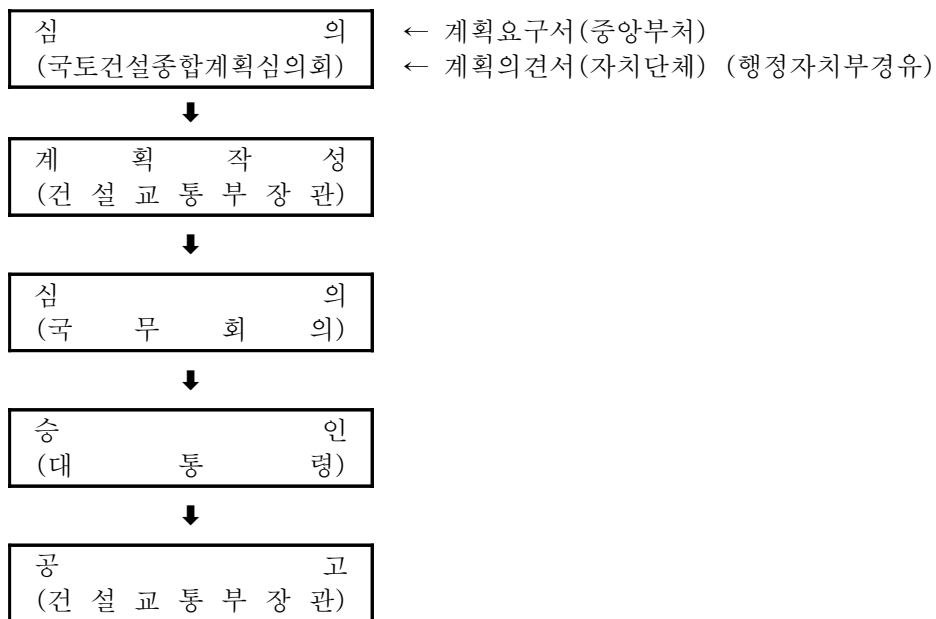 심 의 ← 계획요구서(중앙부처)
(국토건설종합계획심의회) ← 계획의견서(자치단체) (행정자치부경유)
⬇
계 획 작 성
(건 설 교 통 부 장 관)
⬇
심 의
(국 무 회 의)
⬇
승 인
(대 통 령)
⬇
공 고
(건 설 교 통 부 장 관)